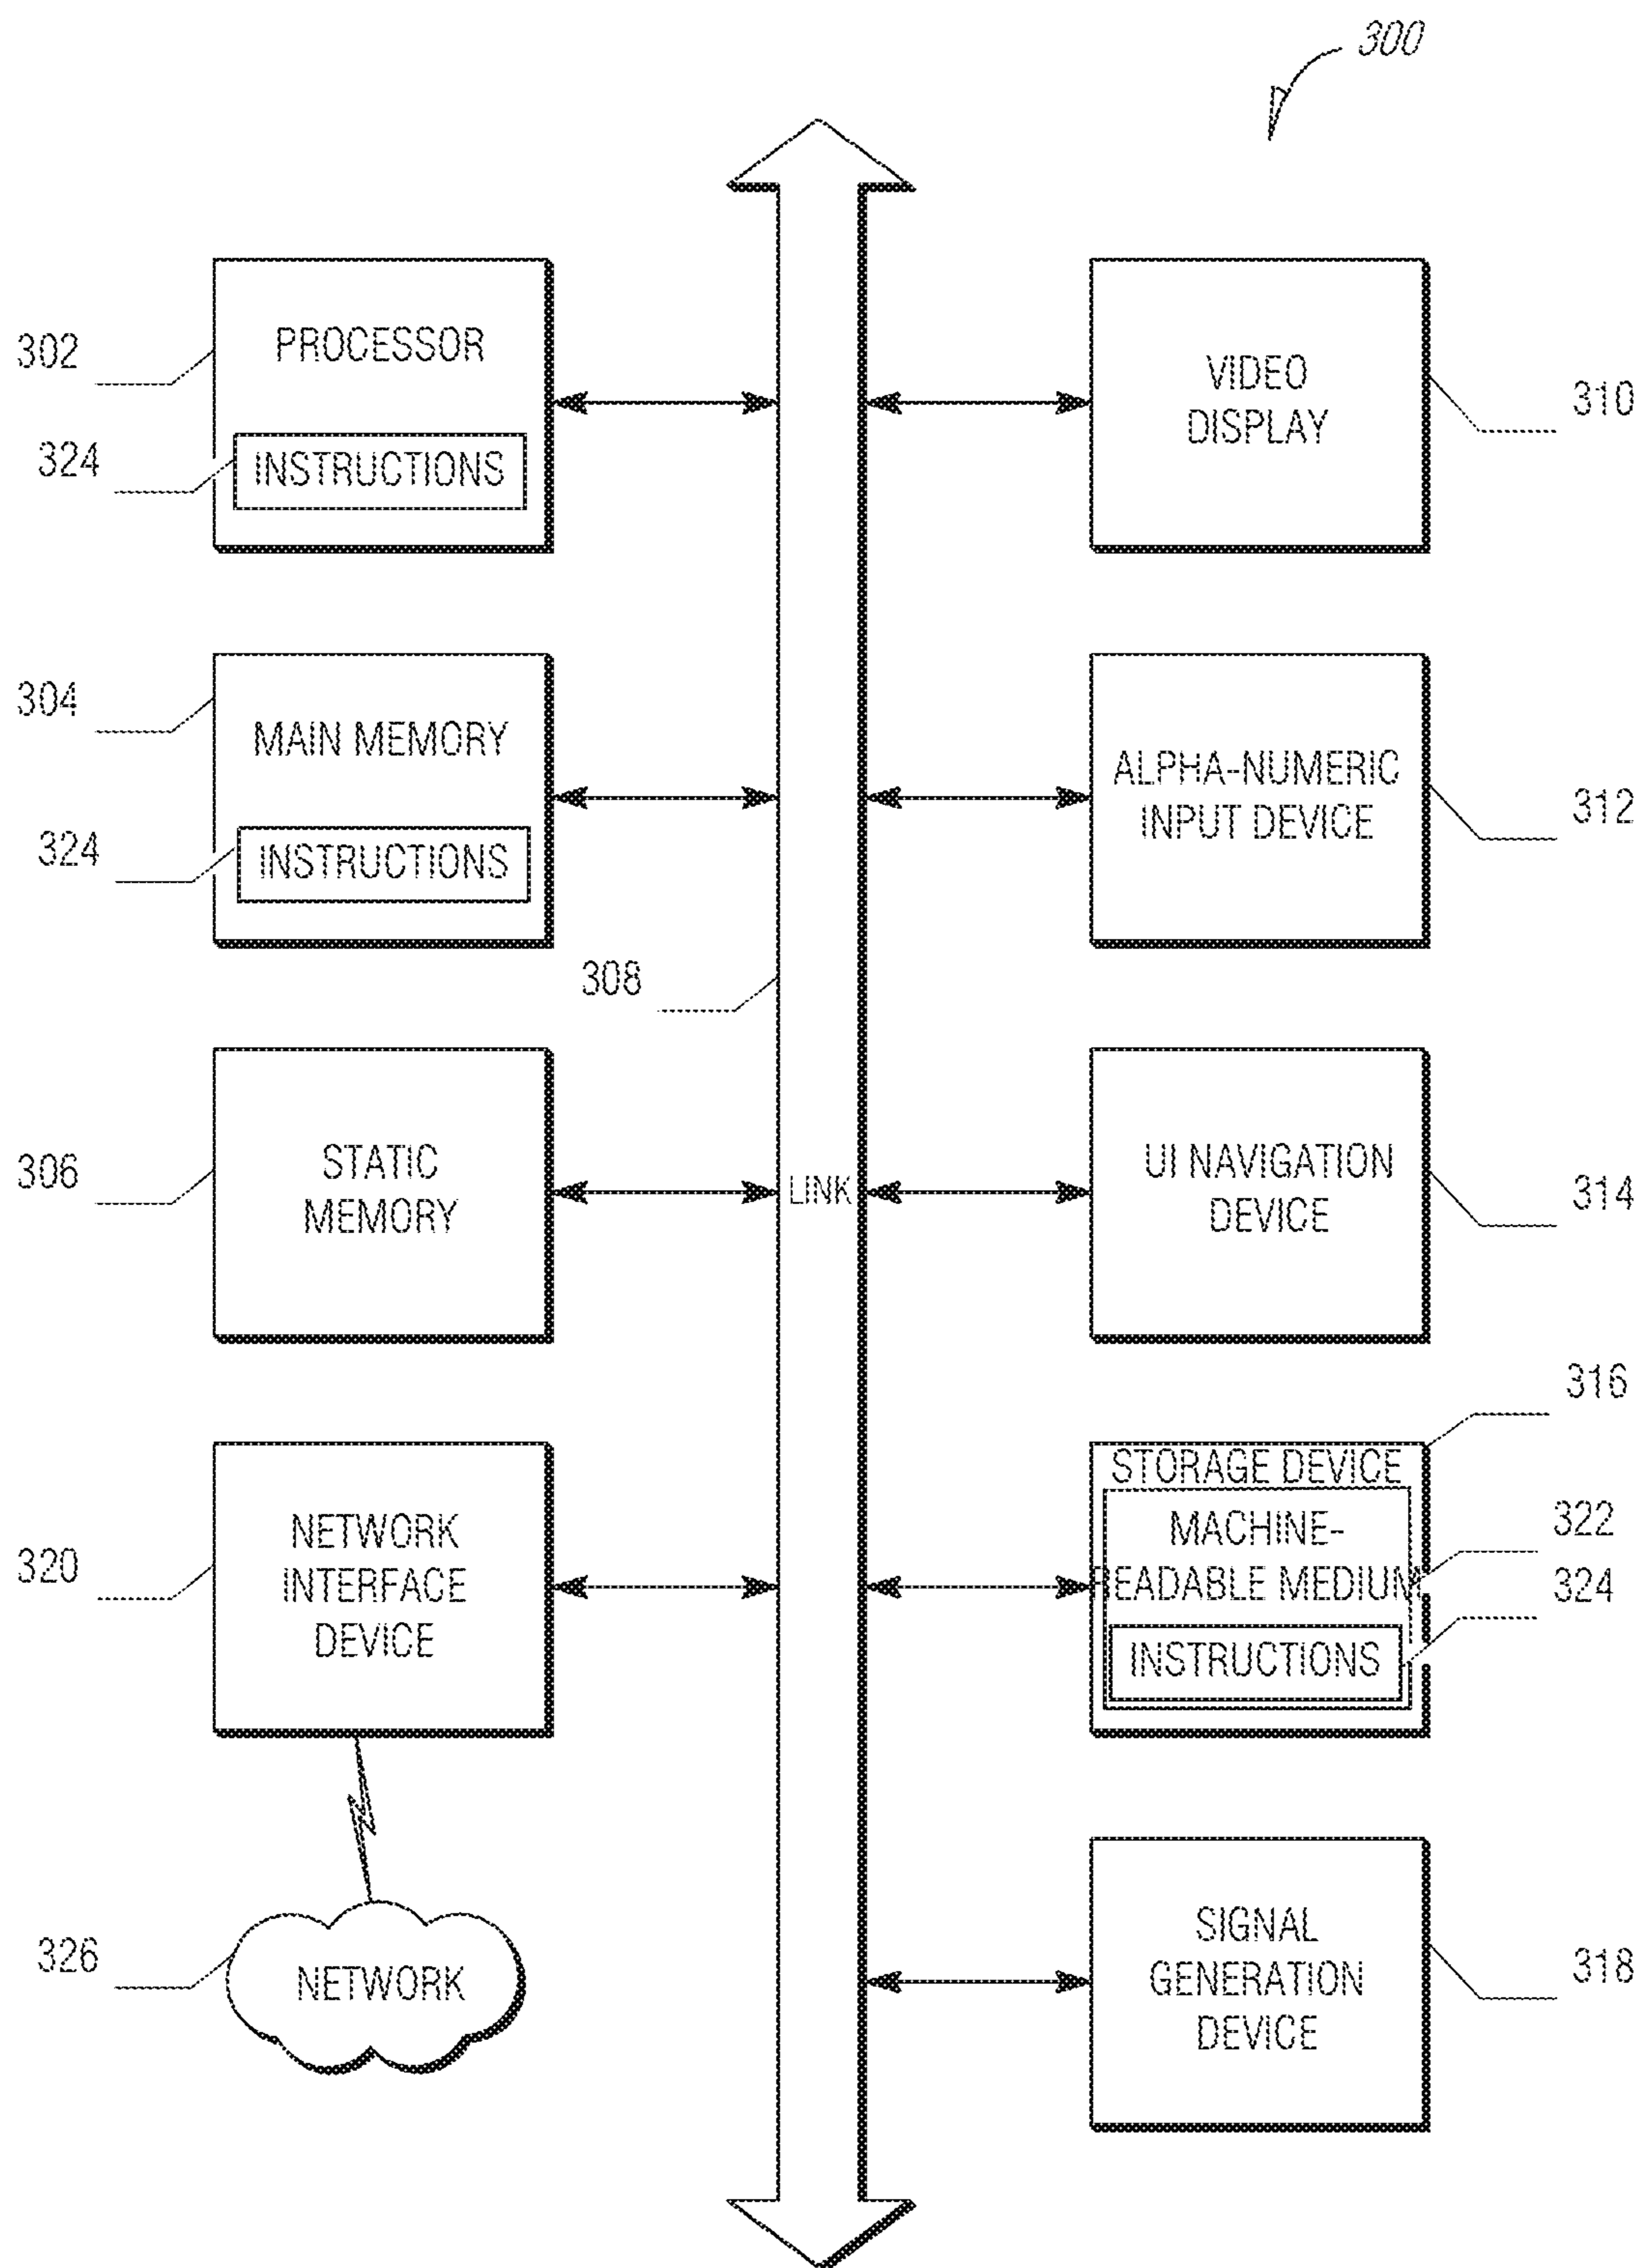 300
302
PROCESSOR
324
INSTRUCTIONS
VIDEO
DISPLAY
310
304
MAIN MEMORY
324
INSTRUCTIONS
ALPHA-NUMERIC
INPUT DEVICE
312
308
306
STATIC
MEMORY
LINK
UI NAVIGATION
DEVICE
314
320
NETWORK
INTERFACE
DEVICE
316
STORAGE DEVICE
MACHINE-
READABLE MEDIUM
322
324
INSTRUCTIONS
326
NETWORK
SIGNAL
GENERATION
DEVICE
318